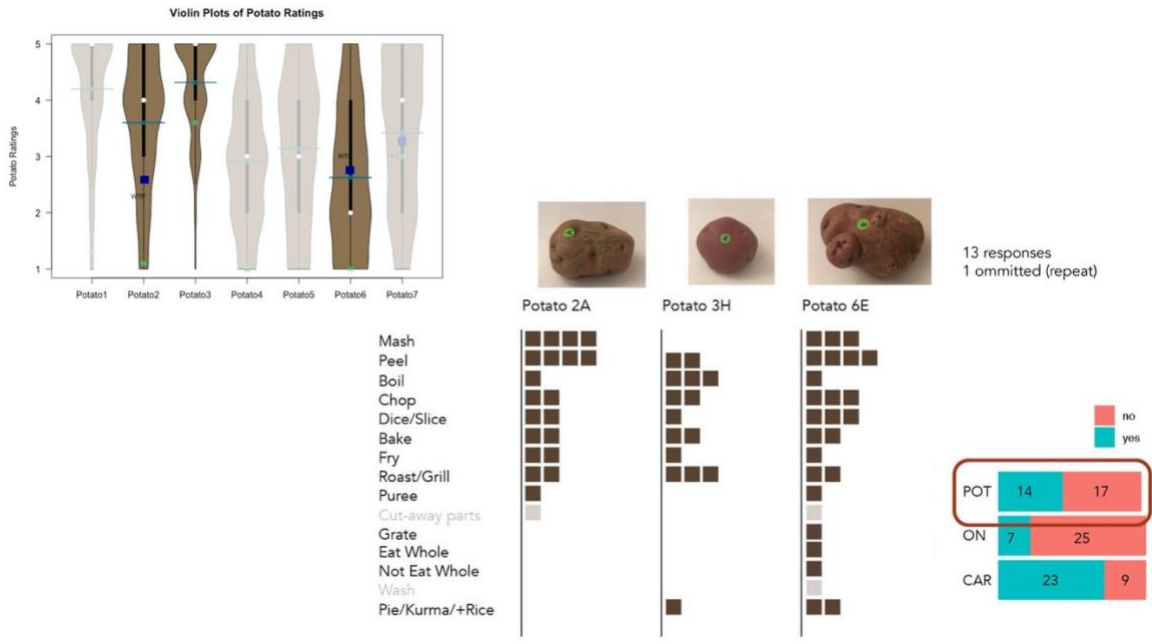 Violin Plots of Potato Ratings
Potato Ratings
5
4
3
2
1
WTP
Potato1
Potato2
Potato3
Potato4
Potato5
Potato6
Potato7
13 responses
1 ommitted (repeat)
Potato 2A
Potato 3H
Potato 6E
Mash
Peel
Boil
Chop
Dice/Slice
Bake
Fry
Roast/Grill
Puree
Cut-away parts
Grate
Eat Whole
Not Eat Whole
Wash
Pie/Kurma/+Rice
no
yes
POT 14 17
ON 7 25
CAR 23 9